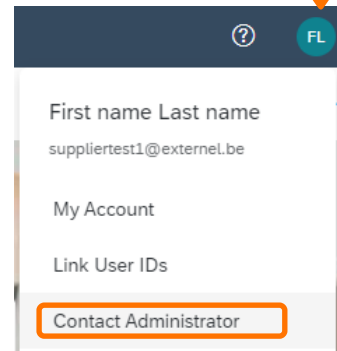 ?
FL
First name Last name
suppliertest1@externel.be
My Account
Link User IDs
Contact Administrator